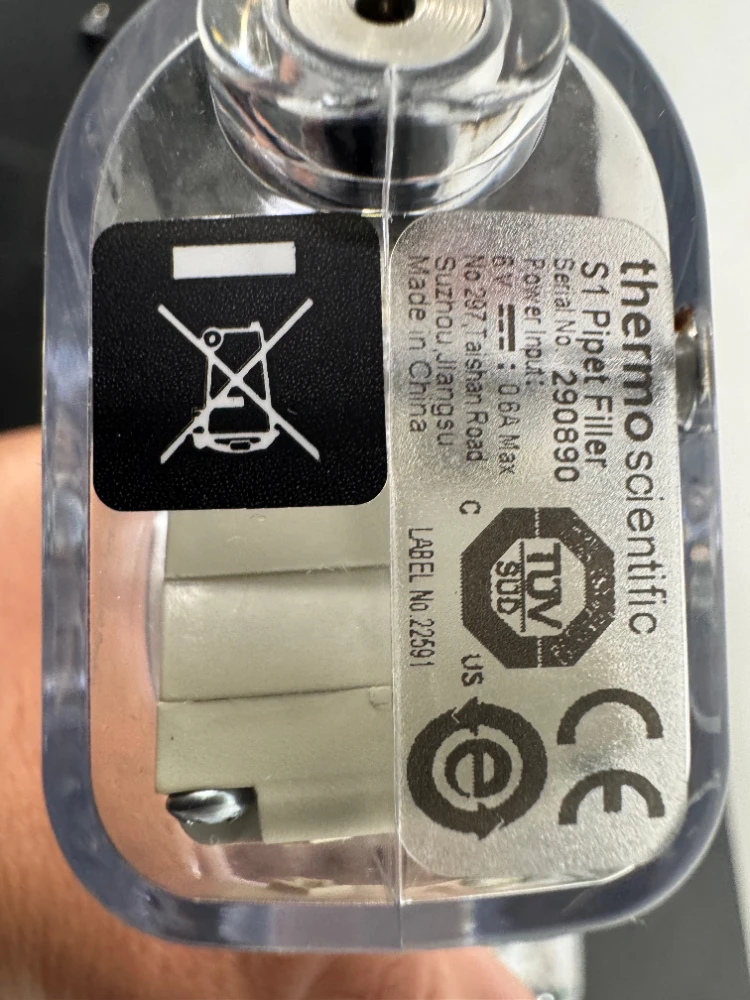 thermo scientific
S1 Pipet Filler
Serial No. 290890
Power Input:
6V ⎓ : 0.6A Max
No.297,Taishan Road
Suzhou,Jiangsu
Made in China
C TÜV SÜD US
CE
e
LABEL No.22591